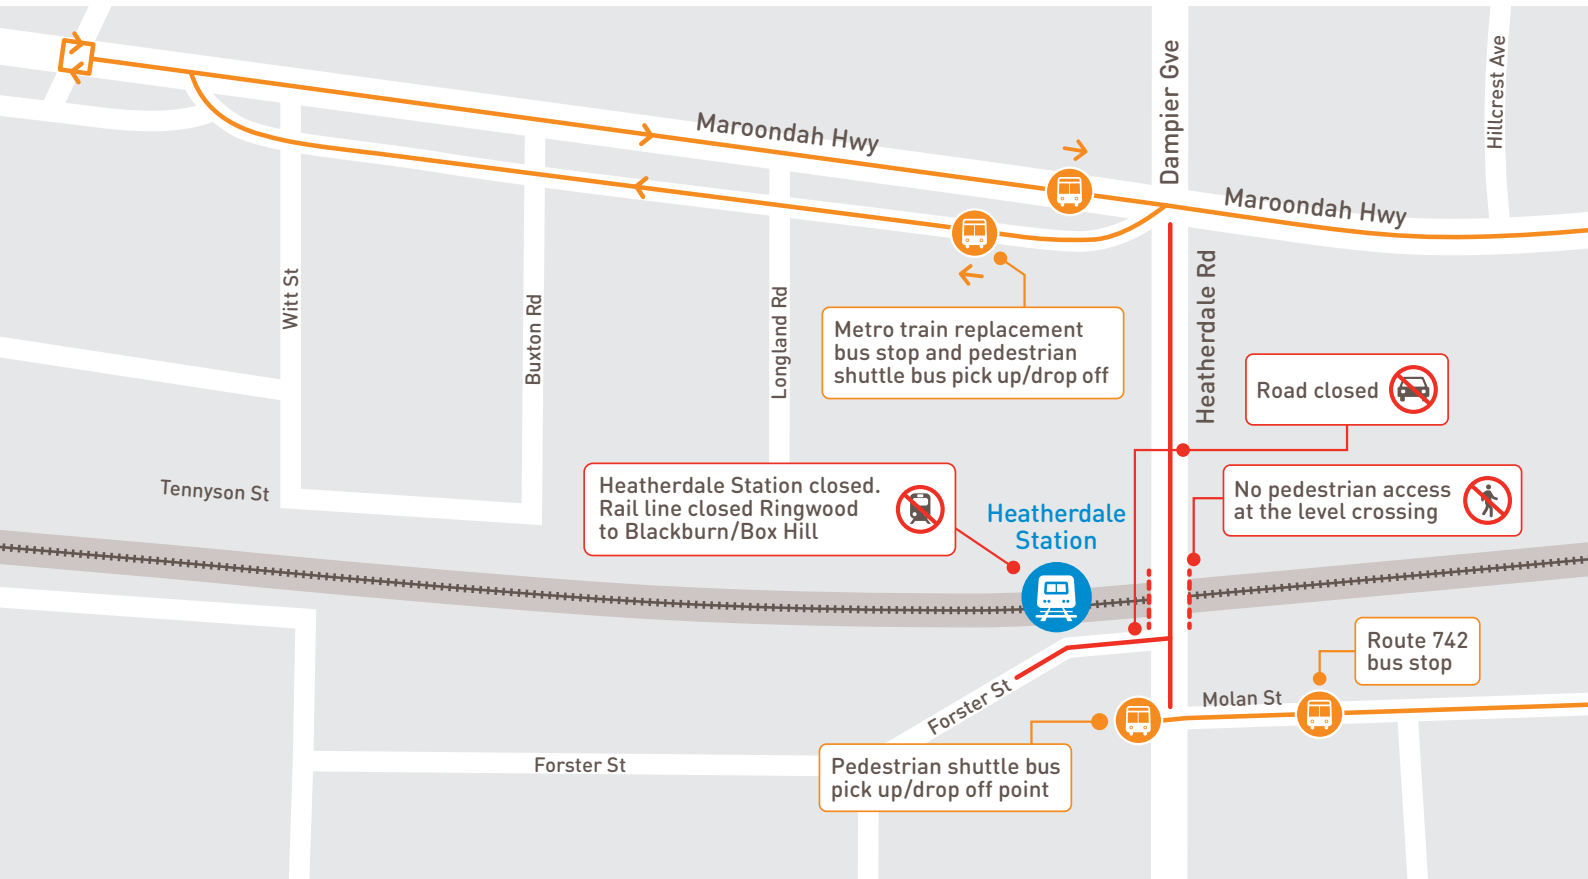 Maroondah Hwy
Dampier Gve
Hillcrest Ave
Maroondah Hwy
Witt St
Buxton Rd
Longland Rd
Heatherdale Rd
Metro train replacement
bus stop and pedestrian
shuttle bus pick up/drop off
Road closed
Tennyson St
Heatherdale Station closed.
Rail line closed Ringwood
to Blackburn/Box Hill
Heatherdale
Station
No pedestrian access
at the level crossing
Route 742
bus stop
Forster St
Molan St
Forster St
Pedestrian shuttle bus
pick up/drop off point